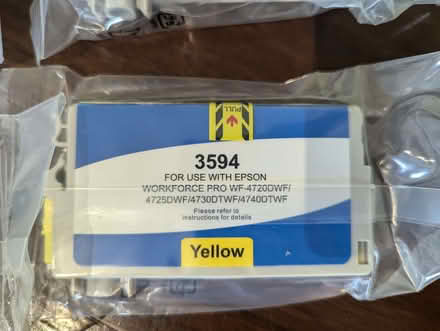 PULL
3594
FOR USE WITH EPSON
WORKFORCE PRO WF-4720DWF/
4725DWF/4730DTWF/4740DTWF
Please refer to
instructions for details
Yellow